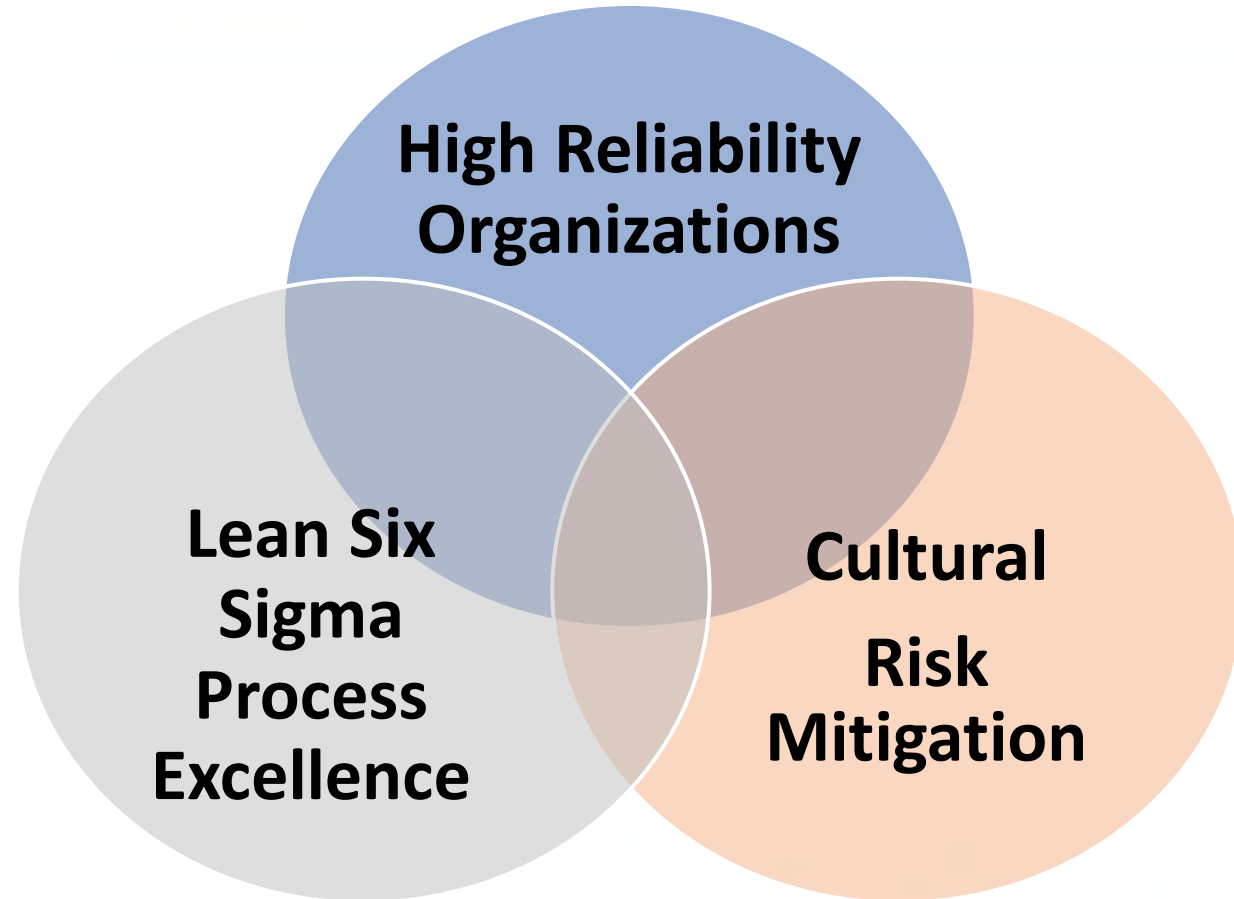 High Reliability
Organizations
Lean Six
Sigma
Process
Excellence
Cultural
Risk
Mitigation